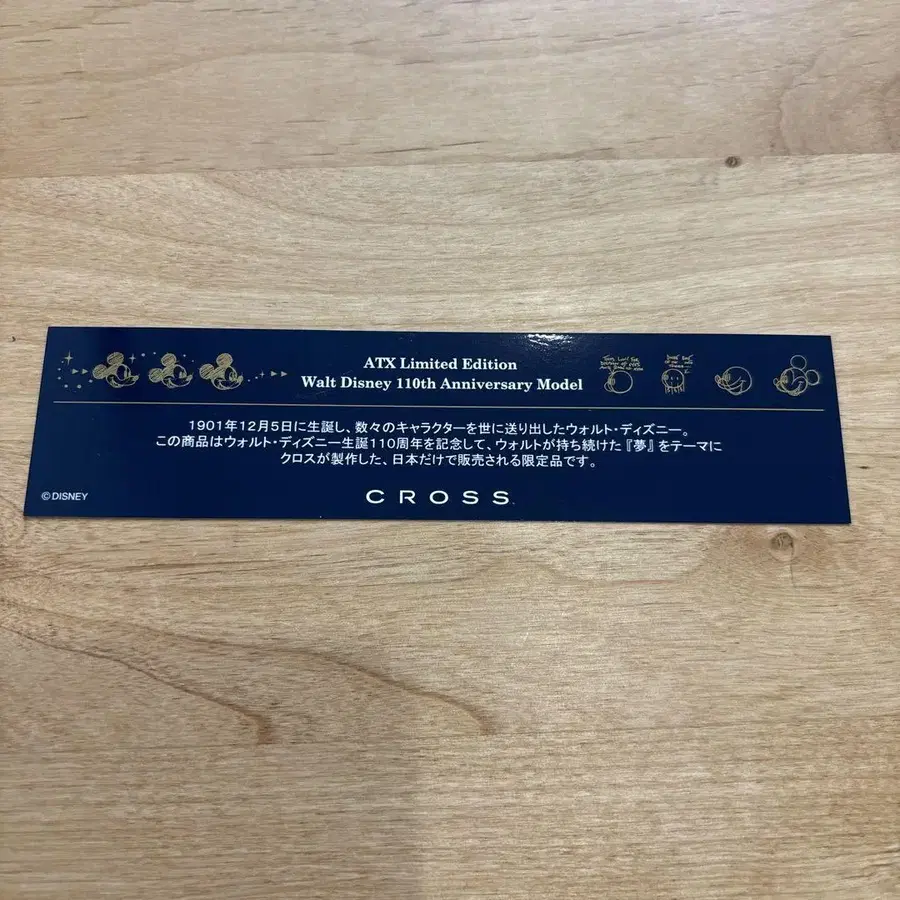 ATX Limited Edition
Walt Disney 110th Anniversary Model
1901年12月5日に生誕し、数々のキャラクターを世に送り出したウォルト・ディズニー。
この商品はウォルト・ディズニー生誕110周年を記念して、ウォルトが持ち続けた『夢』をテーマに
クロスが製作した、日本だけで販売される限定品です。
©DISNEY
CROSS